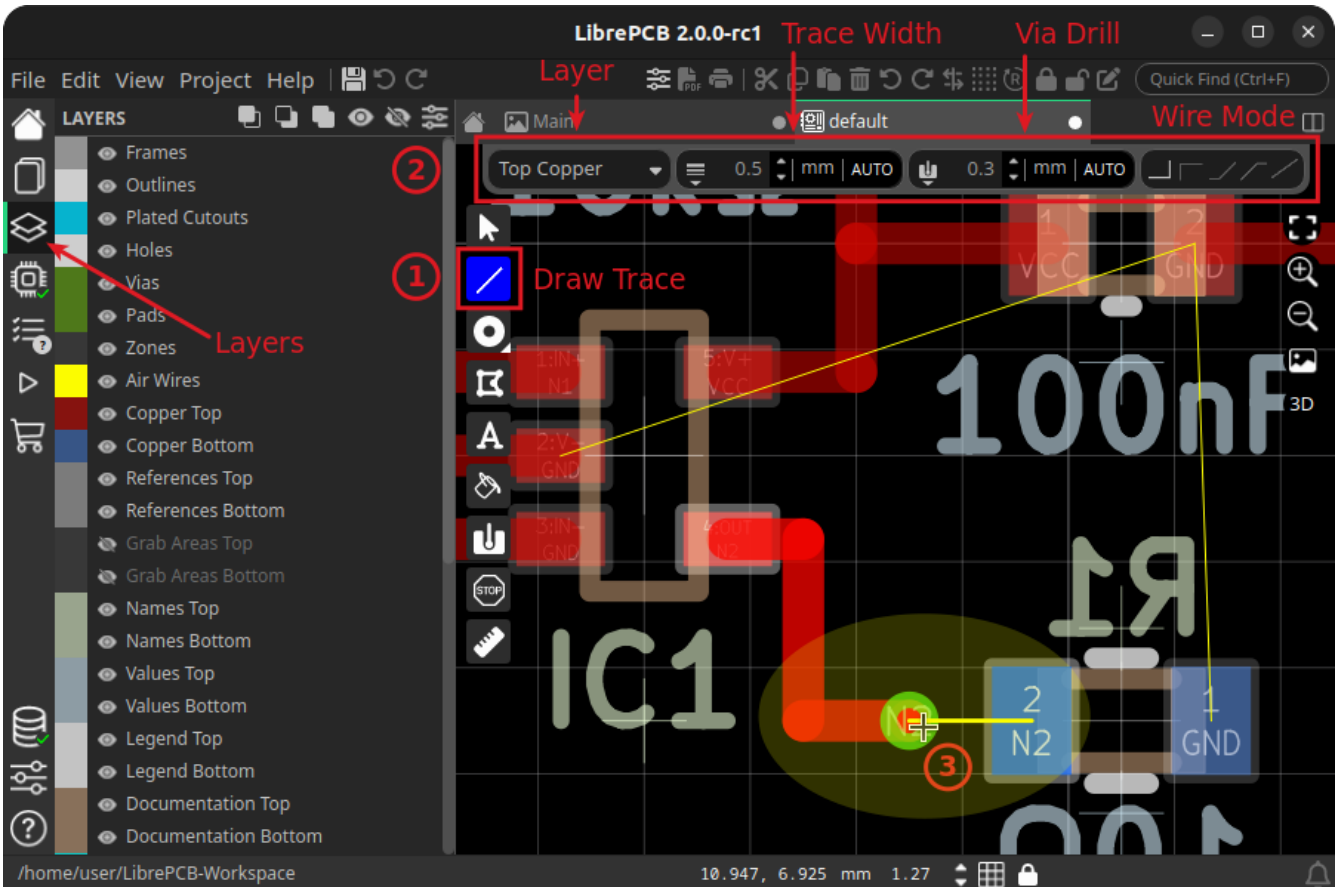 LibrePCB 2.0.0-rc1
Trace Width
Via Drill
File Edit View Project Help
Layer
PDF
Quick Find (Ctrl+F)
LAYERS
Main
default
Wire Mode
2
Top Copper
0.5 mm AUTO
0.3 mm AUTO
Frames
Outlines
Plated Cutouts
Holes
Vias
Pads
Zones
Air Wires
Copper Top
Copper Bottom
References Top
References Bottom
Grab Areas Top
Grab Areas Bottom
Names Top
Names Bottom
Values Top
Values Bottom
Legend Top
Legend Bottom
Documentation Top
Documentation Bottom
Layers
1
Draw Trace
1
VCC
2
GND
1:IN+
N1
5:V+
VCC
2:V-
GND
3:IN-
GND
4:OUT
N2
100nF
3D
STOP
IC1
R1
N2
2
N2
1
GND
3
/home/user/LibrePCB-Workspace
10.947, 6.925 mm 1.27